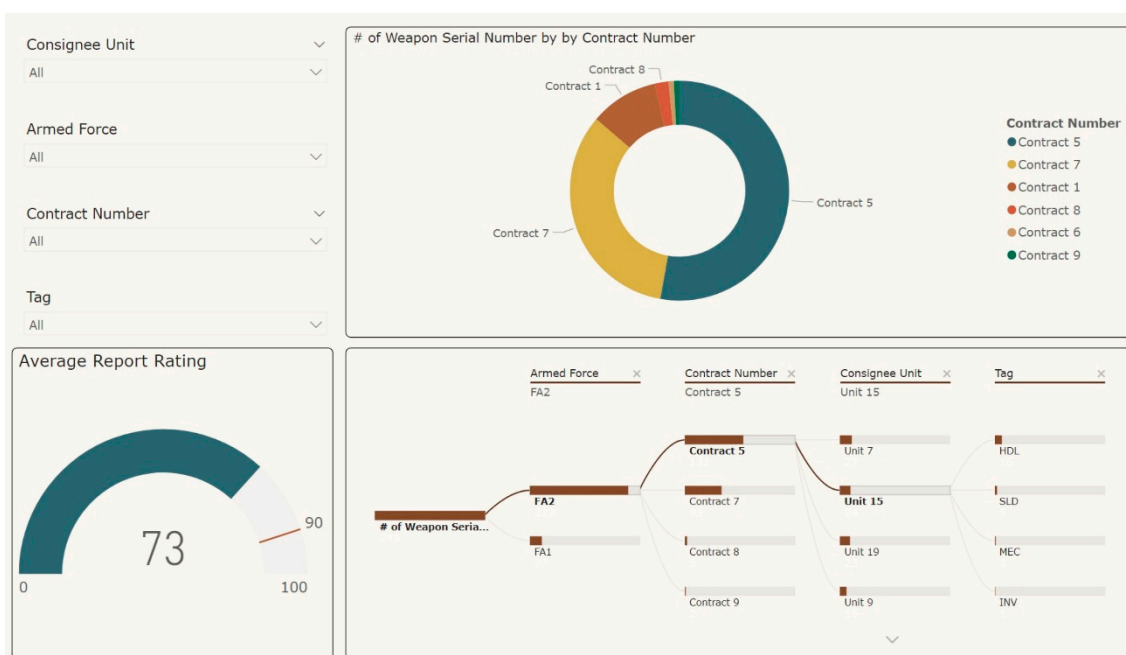 Consignee Unit
All
Armed Force
All
Contract Number
All
Tag
All
# of Weapon Serial Number by by Contract Number
Contract 8
Contract 1
Contract 7
Contract 5
Contract Number
Contract 5
Contract 7
Contract 1
Contract 8
Contract 6
Contract 9
Average Report Rating
73
90
0
100
Armed Force
FA2
Contract Number
Contract 5
Consignee Unit
Unit 15
Tag
# of Weapon Seria...
FA2
FA1
Contract 5
Contract 7
Contract 8
Contract 9
Unit 7
Unit 15
Unit 19
Unit 9
HDL
SLD
MEC
INV